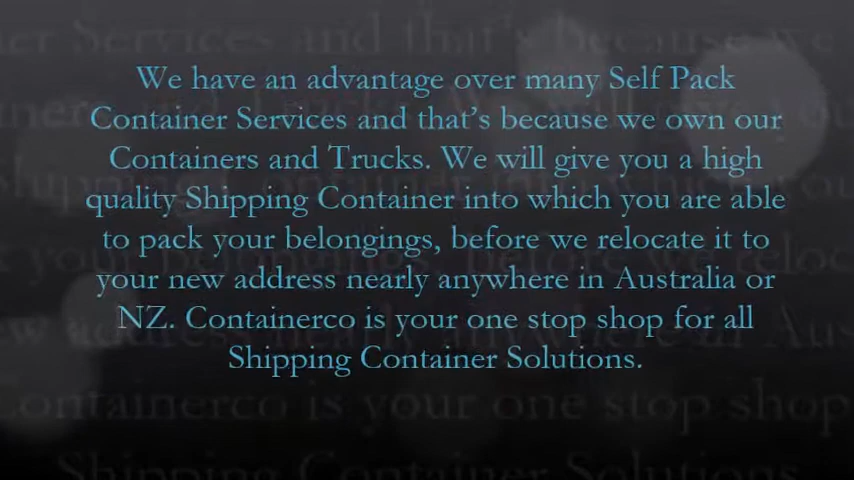 We have an advantage over many Self Pack
Container Services and that's because we own our
Containers and Trucks. We will give you a high
quality Shipping Container into which you are able
to pack your belongings, before we relocate it to
your new address nearly anywhere in Australia or
NZ. Containerco is your one stop shop for all
Shipping Container Solutions.